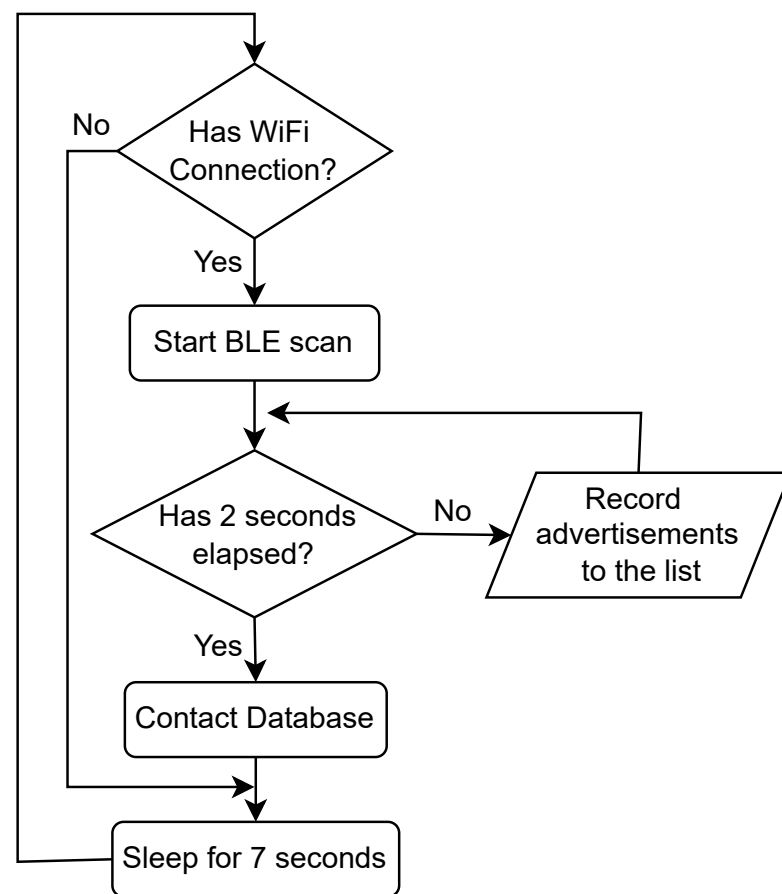 No
Has WiFi
Connection?
Yes
Start BLE scan
Has 2 seconds
elapsed?
No
Record
advertisements
to the list
Yes
Contact Database
Sleep for 7 seconds